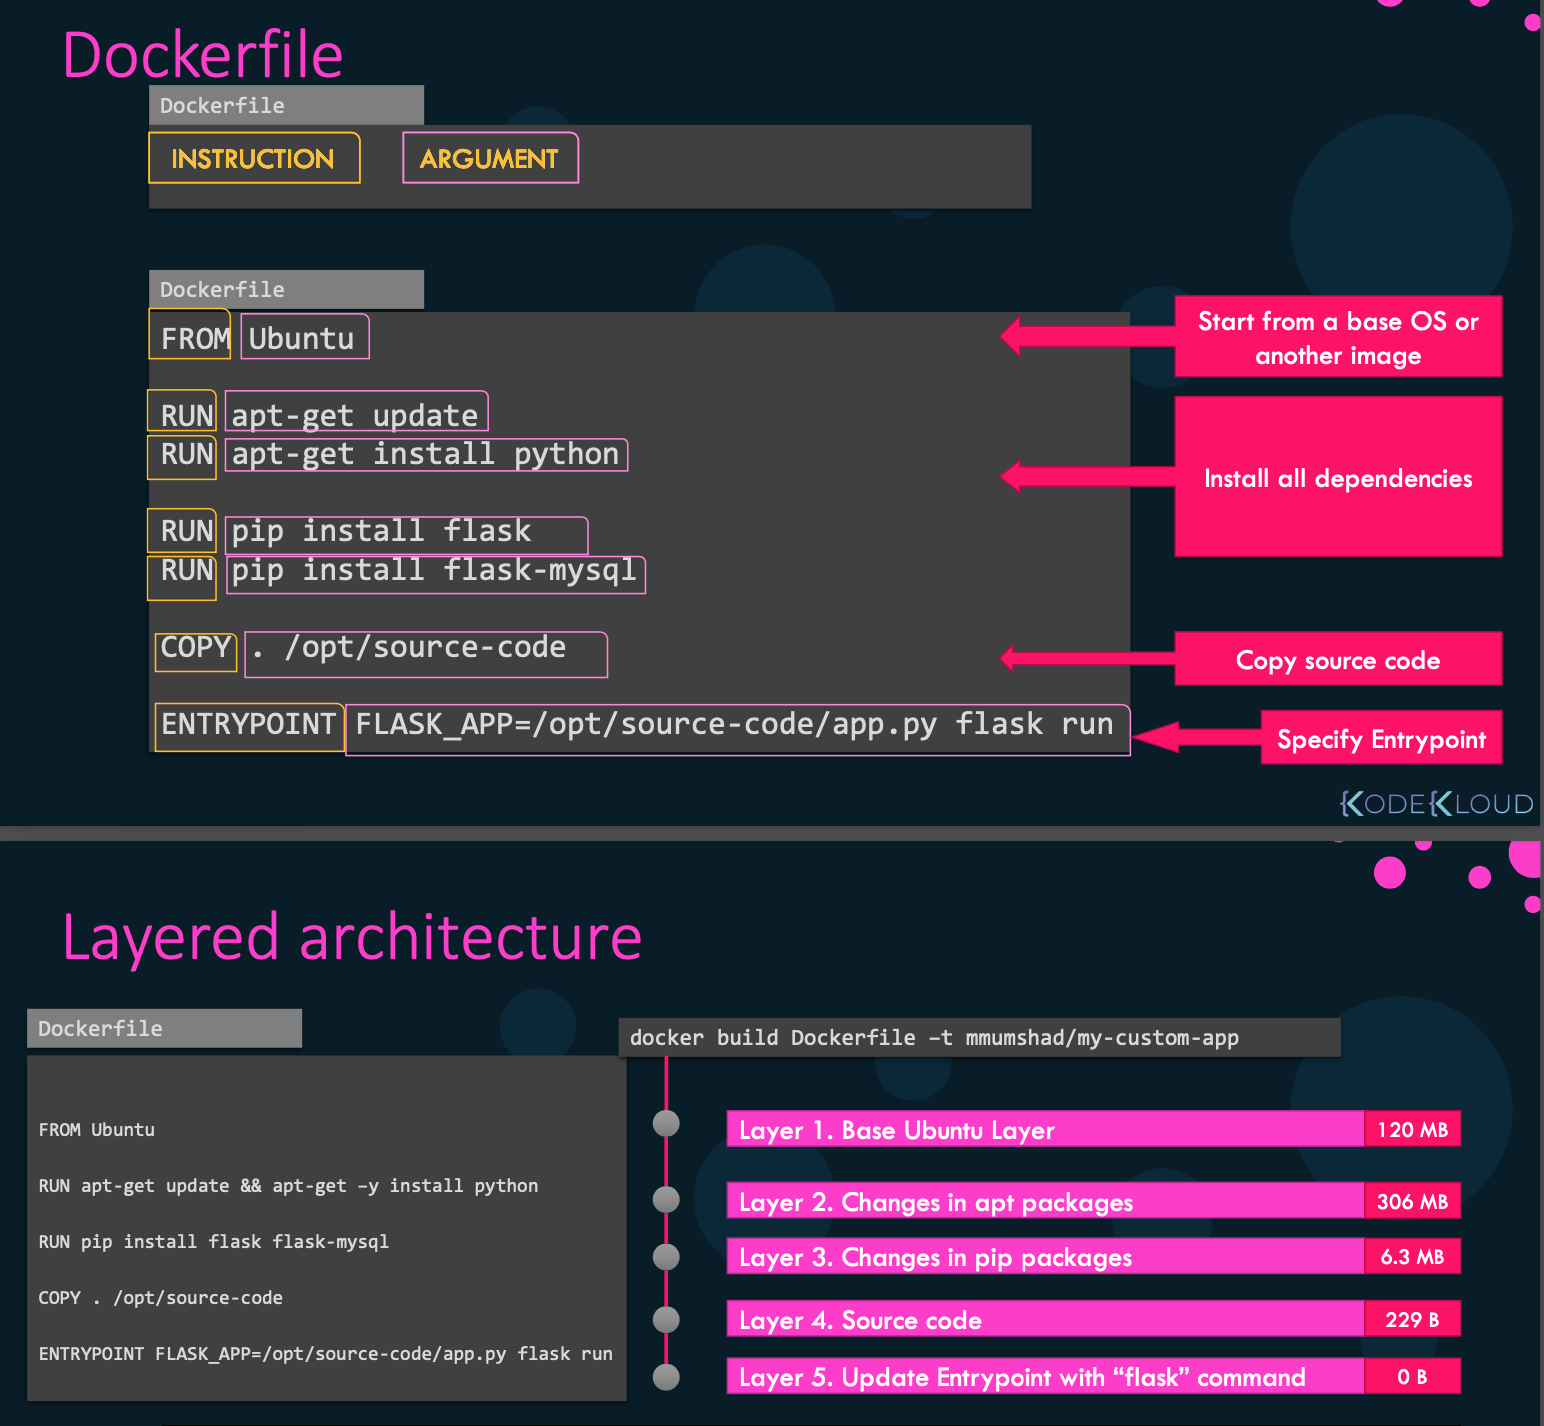 Dockerfile
Dockerfile
INSTRUCTION ARGUMENT
Dockerfile
FROM Ubuntu
RUN apt-get update
RUN apt-get install python
RUN pip install flask
RUN pip install flask-mysql
COPY . /opt/source-code
ENTRYPOINT FLASK_APP=/opt/source-code/app.py flask run
Start from a base OS or
another image
Install all dependencies
Copy source code
Specify Entrypoint
KODEKLOUD
Layered architecture
Dockerfile
FROM Ubuntu
RUN apt-get update && apt-get –y install python
RUN pip install flask flask-mysql
COPY . /opt/source-code
ENTRYPOINT FLASK_APP=/opt/source-code/app.py flask run
docker build Dockerfile –t mmumshad/my-custom-app
Layer 1. Base Ubuntu Layer 120 MB
Layer 2. Changes in apt packages 306 MB
Layer 3. Changes in pip packages 6.3 MB
Layer 4. Source code 229 B
Layer 5. Update Entrypoint with “flask” command 0 B